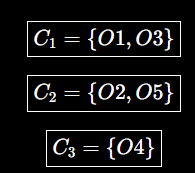 C₁ = {O1, O3}
C₂ = {O2, O5}
C₃ = {O4}